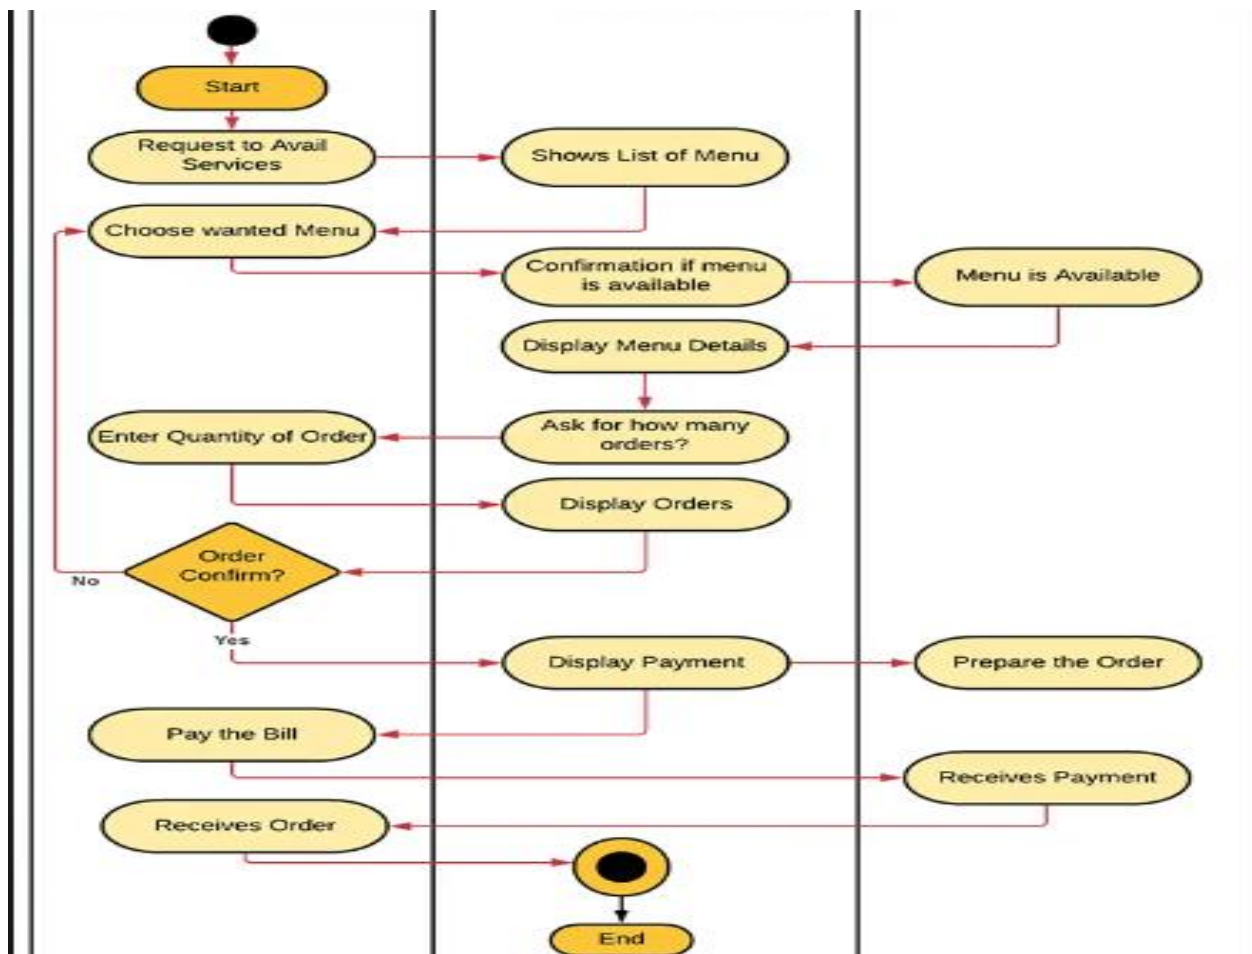 Start
Request to Avail
Services
Shows List of Menu
Choose wanted Menu
Confirmation if menu
is available
Menu is Available
Display Menu Details
Ask for how many
orders?
Enter Quantity of Order
Display Orders
Order
Confirm?
No
Yes
Display Payment
Prepare the Order
Pay the Bill
Receives Payment
Receives Order
End